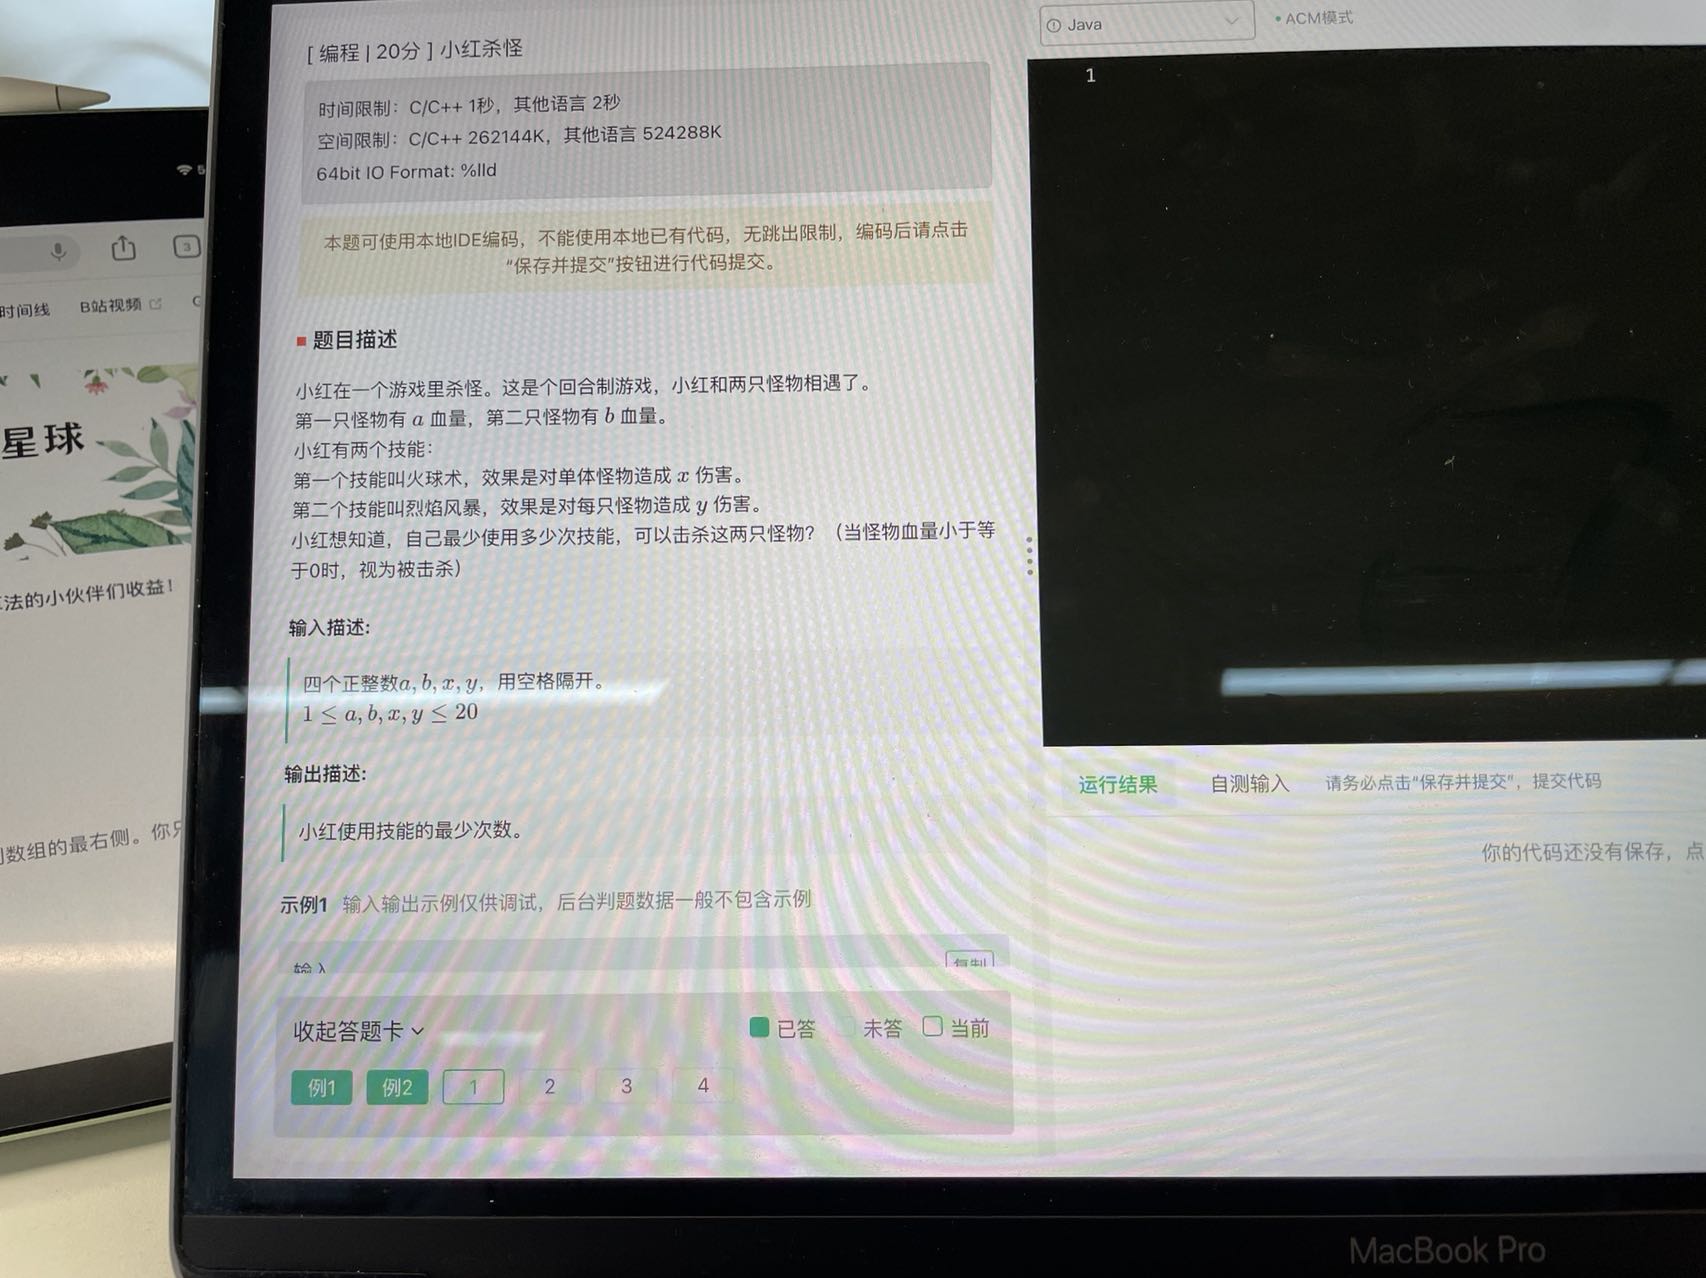 [ 编程 | 20分 ] 小红杀怪
时间限制：C/C++ 1秒，其他语言 2秒
空间限制：C/C++ 262144K，其他语言 524288K
64bit IO Format: %lld
本题可使用本地IDE编码，不能使用本地已有代码，无跳出限制，编码后请点击
“保存并提交”按钮进行代码提交。
题目描述
小红在一个游戏里杀怪。这是个回合制游戏，小红和两只怪物相遇了。
第一只怪物有 a 血量，第二只怪物有 b 血量。
小红有两个技能：
第一个技能叫火球术，效果是对单体怪物造成 x 伤害。
第二个技能叫烈焰风暴，效果是对每只怪物造成 y 伤害。
小红想知道，自己最少使用多少次技能，可以击杀这两只怪物？（当怪物血量小于等
于0时，视为被击杀）
输入描述:
四个正整数a, b, x, y，用空格隔开。
1 ≤ a, b, x, y ≤ 20
输出描述:
小红使用技能的最少次数。
示例1 输入输出示例仅供调试，后台判题数据一般不包含示例
输入
复制
收起答题卡
已答 未答 当前
例1 例2 1 2 3 4
Java
ACM模式
1
运行结果 自测输入 请务必点击“保存并提交”，提交代码
你的代码还没有保存，点
MacBook Pro
5
3
时间线 B站视频
星球
法的小伙伴们收益！
数组的最右侧。你只